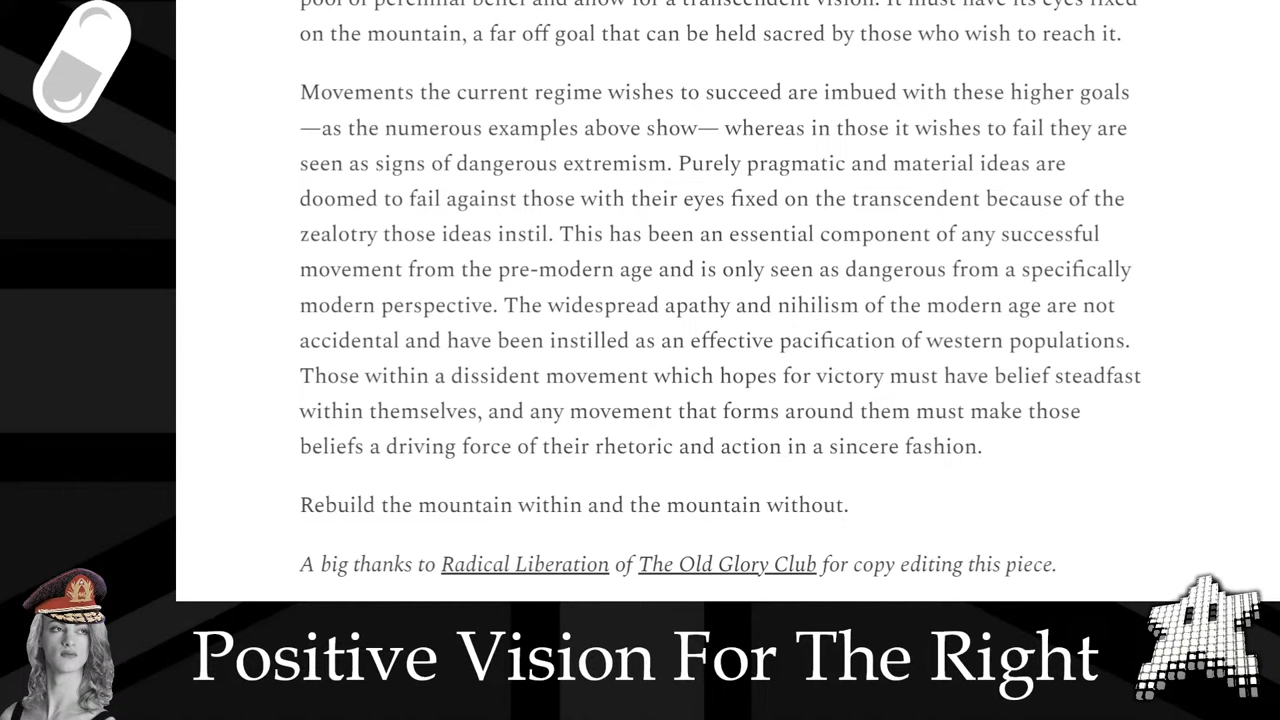 pool of perennial belief and allow for a transcendent vision. It must have its eyes fixed
on the mountain, a far off goal that can be held sacred by those who wish to reach it.
Movements the current regime wishes to succeed are imbued with these higher goals
—as the numerous examples above show— whereas in those it wishes to fail they are
seen as signs of dangerous extremism. Purely pragmatic and material ideas are
doomed to fail against those with their eyes fixed on the transcendent because of the
zealotry those ideas instil. This has been an essential component of any successful
movement from the pre-modern age and is only seen as dangerous from a specifically
modern perspective. The widespread apathy and nihilism of the modern age are not
accidental and have been instilled as an effective pacification of western populations.
Those within a dissident movement which hopes for victory must have belief steadfast
within themselves, and any movement that forms around them must make those
beliefs a driving force of their rhetoric and action in a sincere fashion.
Rebuild the mountain within and the mountain without.
A big thanks to Radical Liberation of The Old Glory Club for copy editing this piece.
Positive Vision For The Right